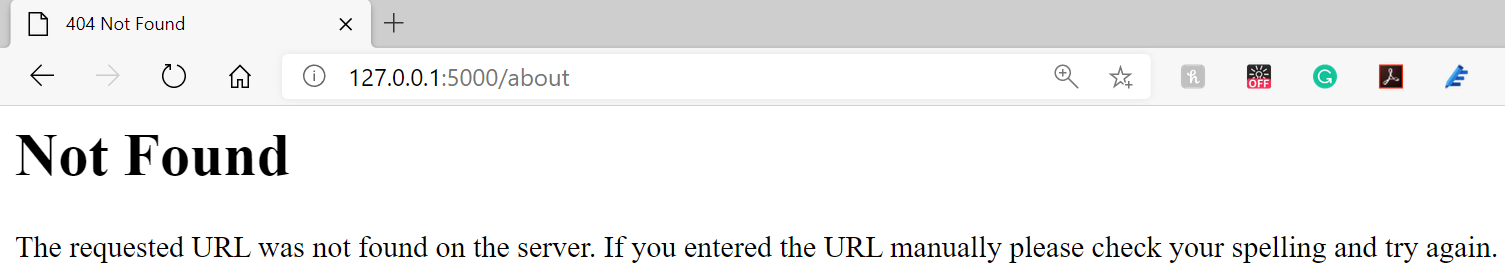 404 Not Found
127.0.0.1:5000/about
OFF
Not Found
The requested URL was not found on the server. If you entered the URL manually please check your spelling and try again.